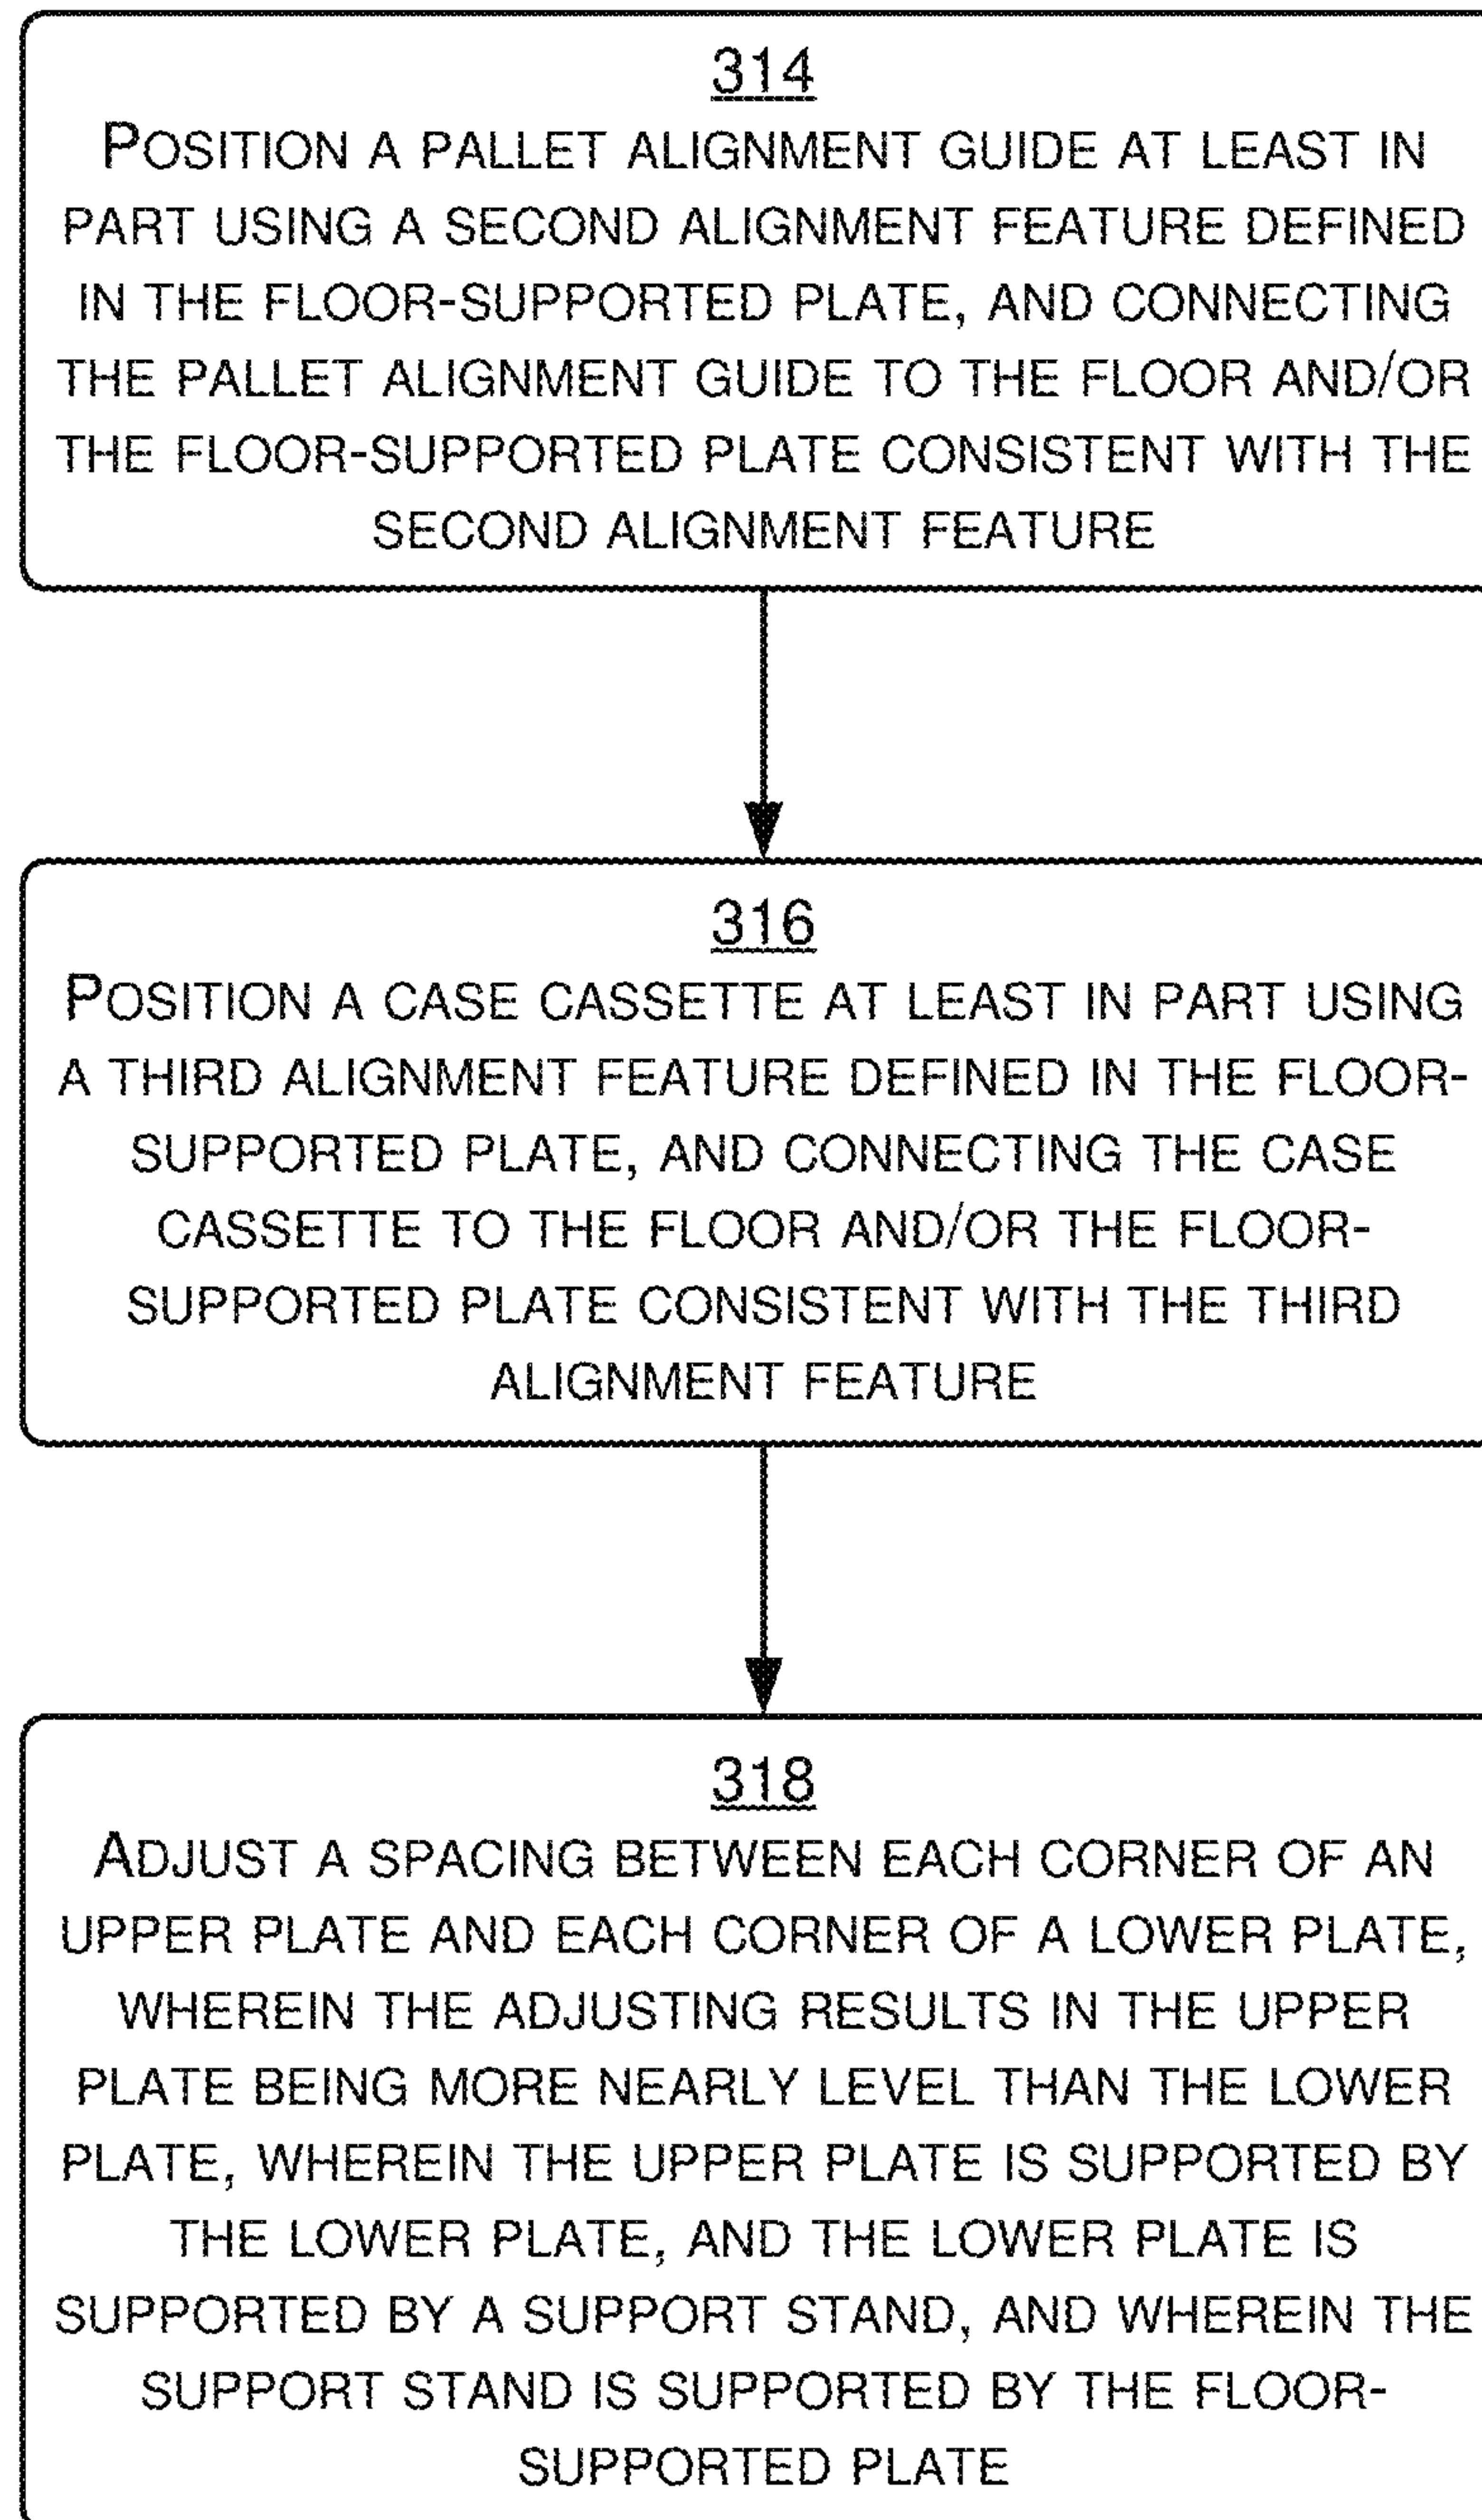 314
POSITION A PALLET ALIGNMENT GUIDE AT LEAST IN
PART USING A SECOND ALIGNMENT FEATURE DEFINED
IN THE FLOOR-SUPPORTED PLATE, AND CONNECTING
THE PALLET ALIGNMENT GUIDE TO THE FLOOR AND/OR
THE FLOOR-SUPPORTED PLATE CONSISTENT WITH THE
SECOND ALIGNMENT FEATURE
316
POSITION A CASE CASSETTE AT LEAST IN PART USING
A THIRD ALIGNMENT FEATURE DEFINED IN THE FLOOR-
SUPPORTED PLATE, AND CONNECTING THE CASE
CASSETTE TO THE FLOOR AND/OR THE FLOOR-
SUPPORTED PLATE CONSISTENT WITH THE THIRD
ALIGNMENT FEATURE
318
ADJUST A SPACING BETWEEN EACH CORNER OF AN
UPPER PLATE AND EACH CORNER OF A LOWER PLATE,
WHEREIN THE ADJUSTING RESULTS IN THE UPPER
PLATE BEING MORE NEARLY LEVEL THAN THE LOWER
PLATE, WHEREIN THE UPPER PLATE IS SUPPORTED BY
THE LOWER PLATE, AND THE LOWER PLATE IS
SUPPORTED BY A SUPPORT STAND, AND WHEREIN THE
SUPPORT STAND IS SUPPORTED BY THE FLOOR-
SUPPORTED PLATE